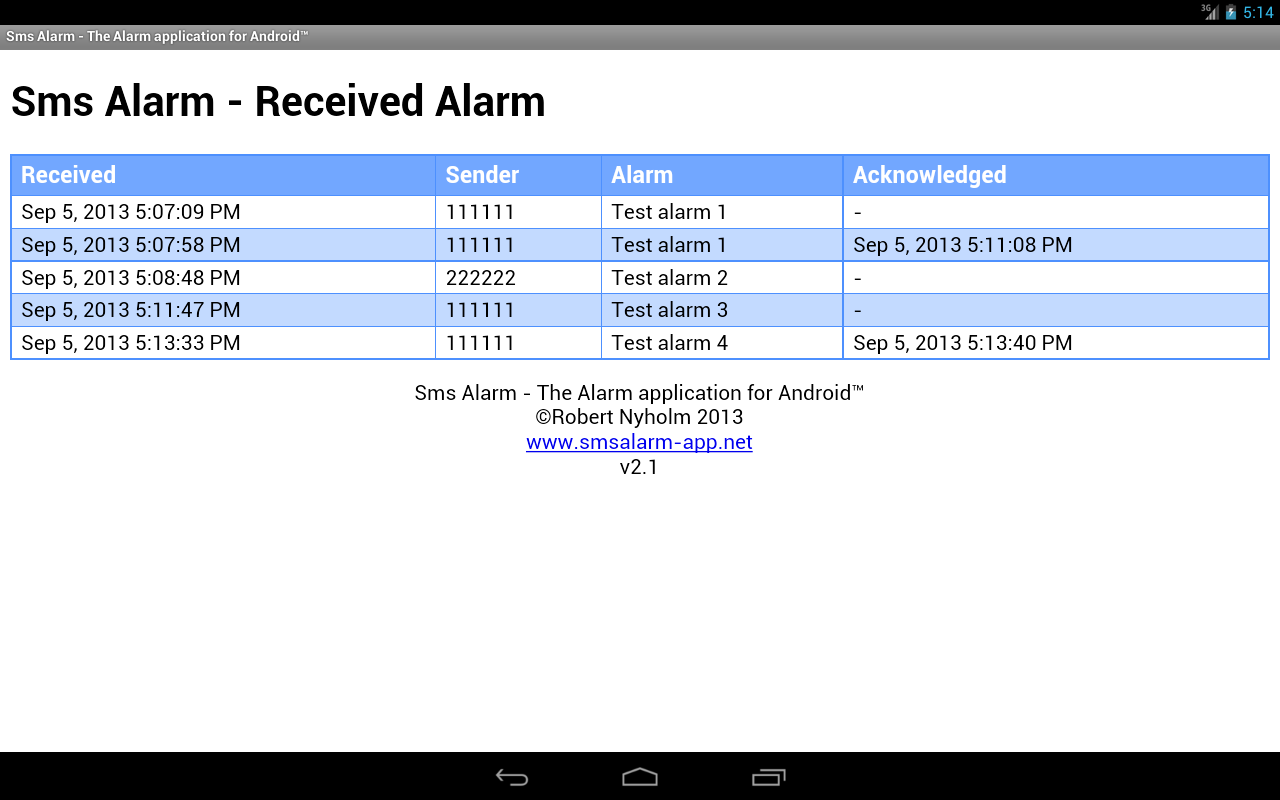 3G 5:14
Sms Alarm - The Alarm application for Android™
Sms Alarm - Received Alarm
Received Sender Alarm Acknowledged
Sep 5, 2013 5:07:09 PM 111111 Test alarm 1 -
Sep 5, 2013 5:07:58 PM 111111 Test alarm 1 Sep 5, 2013 5:11:08 PM
Sep 5, 2013 5:08:48 PM 222222 Test alarm 2 -
Sep 5, 2013 5:11:47 PM 111111 Test alarm 3 -
Sep 5, 2013 5:13:33 PM 111111 Test alarm 4 Sep 5, 2013 5:13:40 PM
Sms Alarm - The Alarm application for Android™
©Robert Nyholm 2013
www.smsalarm-app.net
v2.1